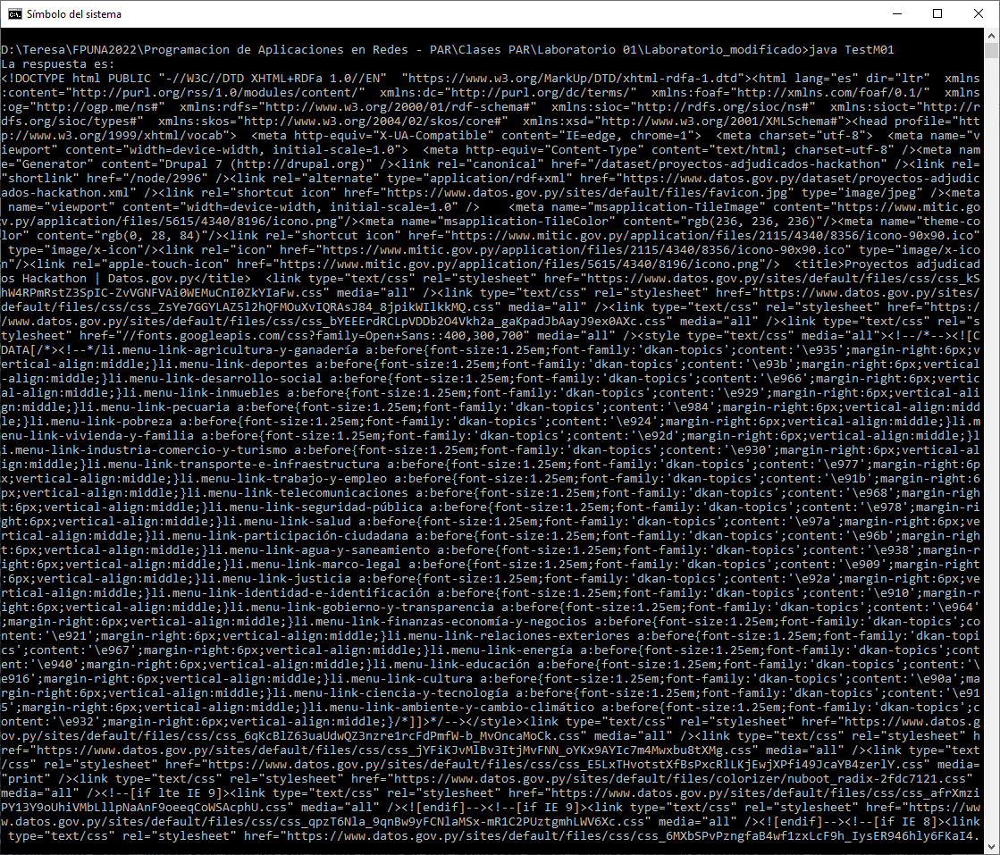 Símbolo del sistema
D:\Teresa\FPUNA2022\Programacion de Aplicaciones en Redes - PAR\Clases PAR\Laboratorio 01\Laboratorio_modificado>java TestM01
La respuesta es:
<!DOCTYPE html PUBLIC "-//W3C//DTD XHTML+RDFa 1.0//EN"  "https://www.w3.org/MarkUp/DTD/xhtml-rdfa-1.dtd"><html lang="es" dir="ltr"  xmlns
:content="http://purl.org/rss/1.0/modules/content/"  xmlns:dc="http://purl.org/dc/terms/"  xmlns:foaf="http://xmlns.com/foaf/0.1/"  xmlns
:og="http://ogp.me/ns#"  xmlns:rdfs="http://www.w3.org/2000/01/rdf-schema#"  xmlns:sioc="http://rdfs.org/sioc/ns#"  xmlns:sioct="http://r
dfs.org/sioc/types#"  xmlns:skos="http://www.w3.org/2004/02/skos/core#"  xmlns:xsd="http://www.w3.org/2001/XMLSchema#"><head profile="htt
p://www.w3.org/1999/xhtml/vocab">  <meta http-equiv="X-UA-Compatible" content="IE=edge, chrome=1">  <meta charset="utf-8">  <meta name="v
iewport" content="width=device-width, initial-scale=1.0">  <meta http-equiv="Content-Type" content="text/html; charset=utf-8" /><meta nam
e="Generator" content="Drupal 7 (http://drupal.org)" /><link rel="canonical" href="/dataset/proyectos-adjudicados-hackathon" /><link rel=
"shortlink" href="/node/2996" /><link rel="alternate" type="application/rdf+xml" href="https://www.datos.gov.py/dataset/proyectos-adjudic
ados-hackathon.xml" /><link rel="shortcut icon" href="https://www.datos.gov.py/sites/default/files/favicon.jpg" type="image/jpeg" /><meta
 name="viewport" content="width=device-width, initial-scale=1.0" />    <meta name="msapplication-TileImage" content="https://www.mitic.go
v.py/application/files/5615/4340/8196/icono.png"/><meta name="msapplication-TileColor" content="rgb(236, 236, 236)"/><meta name="theme-co
lor" content="rgb(0, 28, 84)"/><link rel="shortcut icon" href="https://www.mitic.gov.py/application/files/2115/4340/8356/icono-90x90.ico"
 type="image/x-icon"/><link rel="icon" href="https://www.mitic.gov.py/application/files/2115/4340/8356/icono-90x90.ico" type="image/x-ico
n"/><link rel="apple-touch-icon" href="https://www.mitic.gov.py/application/files/5615/4340/8196/icono.png"/>  <title>Proyectos adjudicad
os Hackathon | Datos.gov.py</title>  <link type="text/css" rel="stylesheet" href="https://www.datos.gov.py/sites/default/files/css/css_kS
hW4RPmRstZ3SpIC-ZvVGNFVAi0WEMuCnI0ZkYIaFw.css" media="all" /><link type="text/css" rel="stylesheet" href="https://www.datos.gov.py/sites/
default/files/css/css_ZsYe7GGYLAZ5l2hQFMOuXvIQRAsJ84_8jpikWIlkkMQ.css" media="all" /><link type="text/css" rel="stylesheet" href="https:/
/www.datos.gov.py/sites/default/files/css/css_bYEEErdRCLpVDDb2O4Vkh2a_gaKpadJbAayJ9ex0AXc.css" media="all" /><link type="text/css" rel="s
tylesheet" href="//fonts.googleapis.com/css?family=Open+Sans::400,300,700" media="all" /><style type="text/css" media="all"><!--/*--><![C
DATA[/*><!--*/li.menu-link-agricultura-y-ganadería a:before{font-size:1.25em;font-family:'dkan-topics';content:'\e935';margin-right:6px;v
ertical-align:middle;}li.menu-link-deportes a:before{font-size:1.25em;font-family:'dkan-topics';content:'\e93b';margin-right:6px;vertical
-align:middle;}li.menu-link-desarrollo-social a:before{font-size:1.25em;font-family:'dkan-topics';content:'\e966';margin-right:6px;vertic
al-align:middle;}li.menu-link-inmuebles a:before{font-size:1.25em;font-family:'dkan-topics';content:'\e929';margin-right:6px;vertical-ali
gn:middle;}li.menu-link-pecuaria a:before{font-size:1.25em;font-family:'dkan-topics';content:'\e984';margin-right:6px;vertical-align:midd
le;}li.menu-link-pobreza a:before{font-size:1.25em;font-family:'dkan-topics';content:'\e924';margin-right:6px;vertical-align:middle;}li.m
enu-link-vivienda-y-familia a:before{font-size:1.25em;font-family:'dkan-topics';content:'\e92d';margin-right:6px;vertical-align:middle;}l
i.menu-link-industria-comercio-y-turismo a:before{font-size:1.25em;font-family:'dkan-topics';content:'\e930';margin-right:6px;vertical-al
ign:middle;}li.menu-link-transporte-e-infraestructura a:before{font-size:1.25em;font-family:'dkan-topics';content:'\e977';margin-right:6p
x;vertical-align:middle;}li.menu-link-trabajo-y-empleo a:before{font-size:1.25em;font-family:'dkan-topics';content:'\e91b';margin-right:6
px;vertical-align:middle;}li.menu-link-telecomunicaciones a:before{font-size:1.25em;font-family:'dkan-topics';content:'\e968';margin-righ
t:6px;vertical-align:middle;}li.menu-link-seguridad-pública a:before{font-size:1.25em;font-family:'dkan-topics';content:'\e978';margin-ri
ght:6px;vertical-align:middle;}li.menu-link-salud a:before{font-size:1.25em;font-family:'dkan-topics';content:'\e97a';margin-right:6px;ve
rtical-align:middle;}li.menu-link-participación-ciudadana a:before{font-size:1.25em;font-family:'dkan-topics';content:'\e96b';margin-righ
t:6px;vertical-align:middle;}li.menu-link-agua-y-saneamiento a:before{font-size:1.25em;font-family:'dkan-topics';content:'\e938';margin-r
ight:6px;vertical-align:middle;}li.menu-link-marco-legal a:before{font-size:1.25em;font-family:'dkan-topics';content:'\e909';margin-right
:6px;vertical-align:middle;}li.menu-link-justicia a:before{font-size:1.25em;font-family:'dkan-topics';content:'\e92a';margin-right:6px;ve
rtical-align:middle;}li.menu-link-identidad-e-identificación a:before{font-size:1.25em;font-family:'dkan-topics';content:'\e910';margin-r
ight:6px;vertical-align:middle;}li.menu-link-gobierno-y-transparencia a:before{font-size:1.25em;font-family:'dkan-topics';content:'\e964'
;margin-right:6px;vertical-align:middle;}li.menu-link-finanzas-economía-y-negocios a:before{font-size:1.25em;font-family:'dkan-topics';co
ntent:'\e921';margin-right:6px;vertical-align:middle;}li.menu-link-relaciones-exteriores a:before{font-size:1.25em;font-family:'dkan-topi
cs';content:'\e967';margin-right:6px;vertical-align:middle;}li.menu-link-energía a:before{font-size:1.25em;font-family:'dkan-topics';cont
ent:'\e940';margin-right:6px;vertical-align:middle;}li.menu-link-educación a:before{font-size:1.25em;font-family:'dkan-topics';content:'\
e916';margin-right:6px;vertical-align:middle;}li.menu-link-cultura a:before{font-size:1.25em;font-family:'dkan-topics';content:'\e90a';ma
rgin-right:6px;vertical-align:middle;}li.menu-link-ciencia-y-tecnología a:before{font-size:1.25em;font-family:'dkan-topics';content:'\e91
5';margin-right:6px;vertical-align:middle;}li.menu-link-ambiente-y-cambio-climático a:before{font-size:1.25em;font-family:'dkan-topics';c
ontent:'\e932';margin-right:6px;vertical-align:middle;}/*]]>*/--></style><link type="text/css" rel="stylesheet" href="https://www.datos.g
ov.py/sites/default/files/css/css_6qKcBlZ63uaUdwQZ3nzre1rcFdPmfW-b_MvOncaMoCk.css" media="all" /><link type="text/css" rel="stylesheet" h
ref="https://www.datos.gov.py/sites/default/files/css/css_jYFiKJvMlBv3ItjMvFNN_oYKx9AYIc7m4Mwxbu8tXMg.css" media="all" /><link type="text
/css" rel="stylesheet" href="https://www.datos.gov.py/sites/default/files/css/css_E5LxTHvotstXfBsPxcRlLKjEwjXPfi49JcaYB4zerlY.css" media=
"print" /><link type="text/css" rel="stylesheet" href="https://www.datos.gov.py/sites/default/files/colorizer/nuboot_radix-2fdc7121.css"
media="all" /><!--[if lte IE 9]><link type="text/css" rel="stylesheet" href="https://www.datos.gov.py/sites/default/files/css/css_afrXmzi
PY13Y9oUhiVMbLllpNaAnF9oeeqCoWSAcphU.css" media="all" /><![endif]--><!--[if IE 9]><link type="text/css" rel="stylesheet" href="https://ww
w.datos.gov.py/sites/default/files/css/css_qpzT6Nla_9qnBw9yFCNlaMSx-mR1C2PUztgmhLWV6Xc.css" media="all" /><![endif]--><!--[if IE 8]><link
 type="text/css" rel="stylesheet" href="https://www.datos.gov.py/sites/default/files/css/css_6MXbSPvPzngfaB4wf1zxLcF9h_IysER946hly6FKaI4.